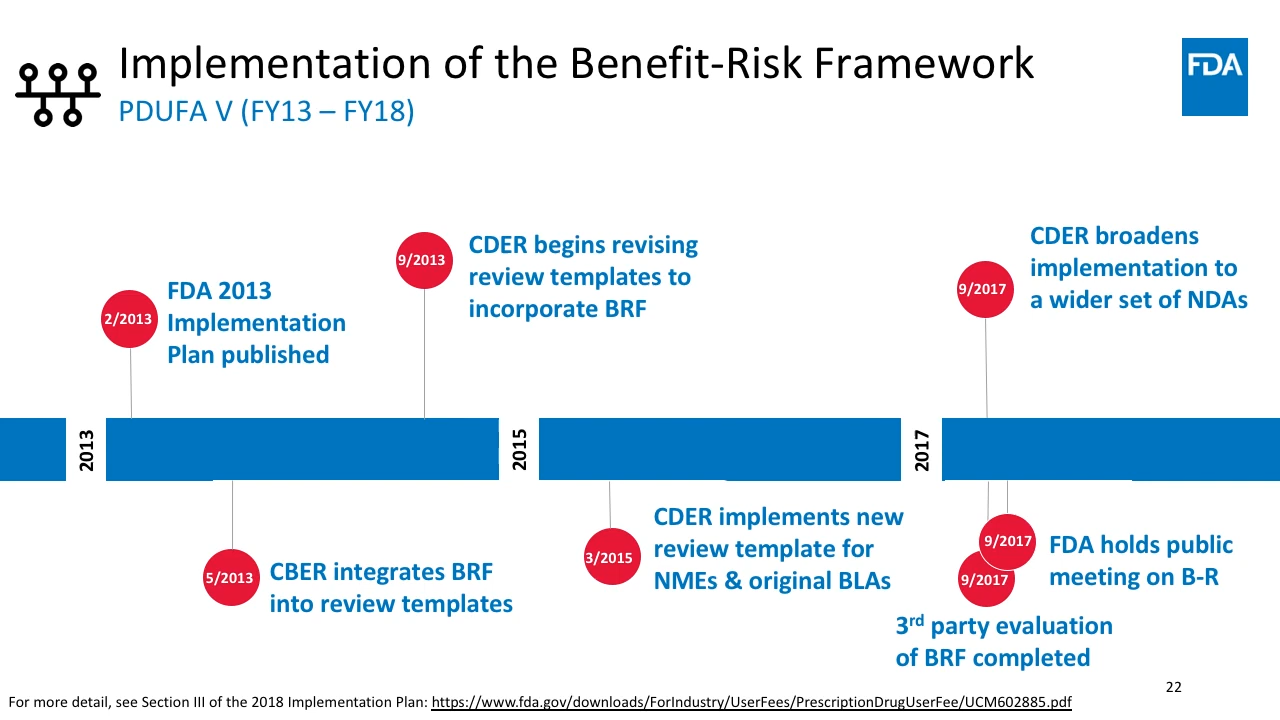 Implementation of the Benefit-Risk Framework
PDUFA V (FY13 – FY18)
FDA
2/2013
FDA 2013
Implementation
Plan published
9/2013
CDER begins revising
review templates to
incorporate BRF
9/2017
CDER broadens
implementation to
a wider set of NDAs
2013
2015
2017
5/2013
CBER integrates BRF
into review templates
3/2015
CDER implements new
review template for
NMEs & original BLAs
9/2017
FDA holds public
meeting on B-R
9/2017
3rd party evaluation
of BRF completed
22
For more detail, see Section III of the 2018 Implementation Plan: https://www.fda.gov/downloads/ForIndustry/UserFees/PrescriptionDrugUserFee/UCM602885.pdf